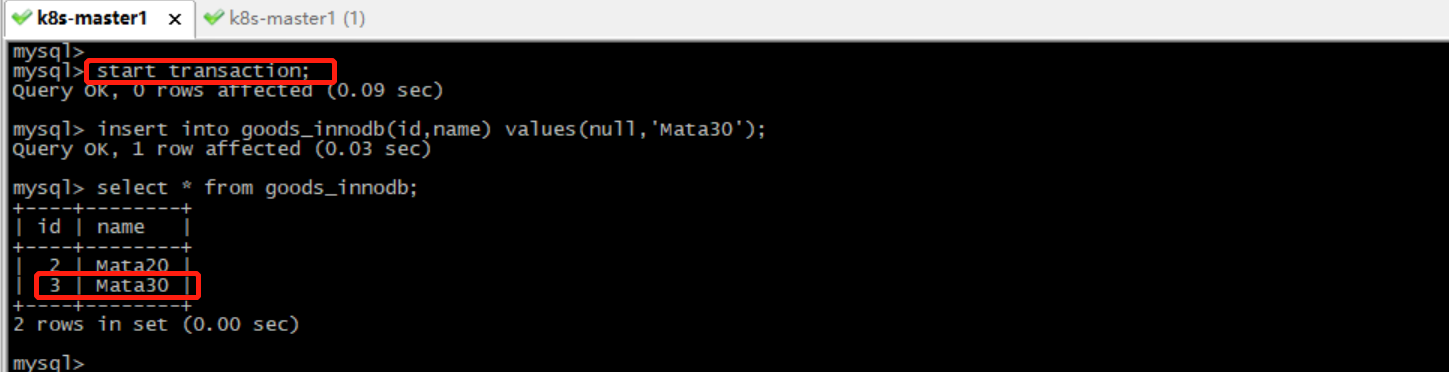 k8s-master1 × k8s-master1 (1)
mysql>
mysql> start transaction;
Query OK, 0 rows affected (0.09 sec)
mysql> insert into goods_innodb(id,name) values(null,'Mata30');
Query OK, 1 row affected (0.03 sec)
mysql> select * from goods_innodb;
+----+--------+
| id | name   |
+----+--------+
|  2 | Mata20 |
|  3 | Mata30 |
+----+--------+
2 rows in set (0.00 sec)
mysql>